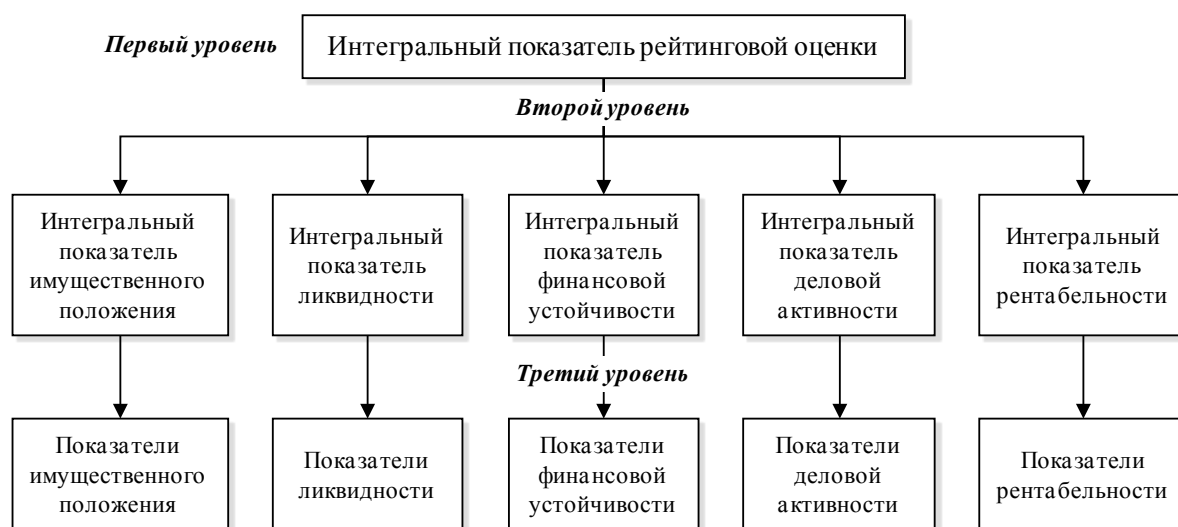 Первый уровень
Интегральный показатель рейтинговой оценки
Второй уровень
Интегральный
показатель
имущественного
положения
Интегральный
показатель
ликвидности
Интегральный
показатель
финансовой
устойчивости
Интегральный
показатель
деловой
активности
Интегральный
показатель
рентабельности
Третий уровень
Показатели
имущественного
положения
Показатели
ликвидности
Показатели
финансовой
устойчивости
Показатели
деловой
активности
Показатели
рентабельности